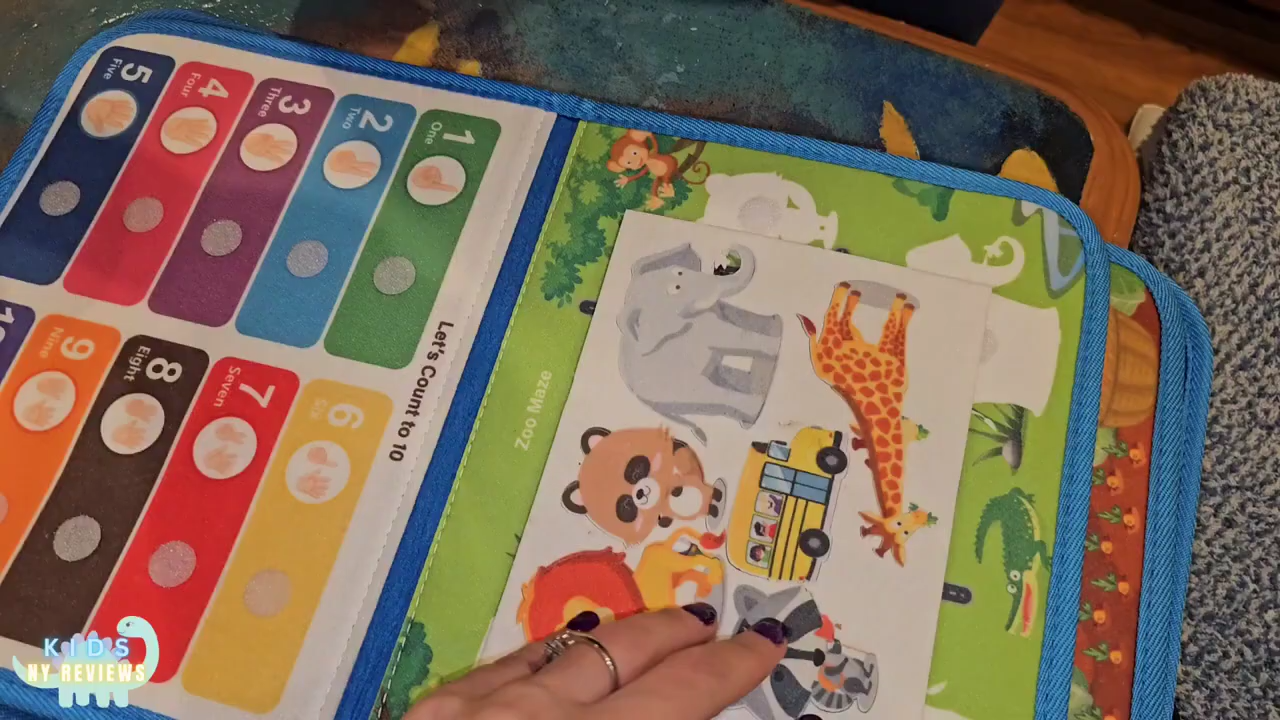 Let's Count to 10
1
One
2
Two
3
Three
4
Four
5
Five
6
Six
7
Seven
8
Eight
9
Nine
Zoo Maze
KIDS
NY REVIEWS